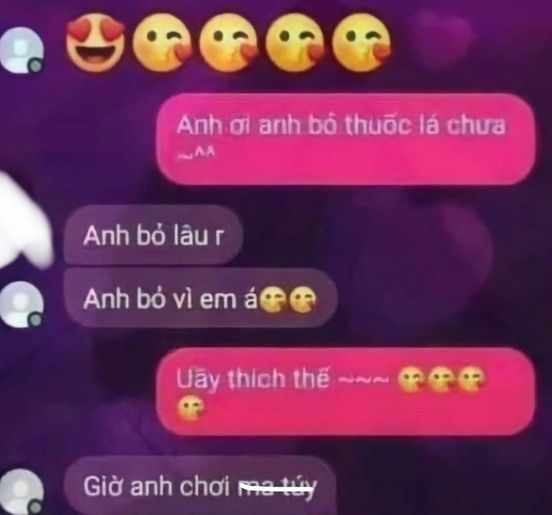 Anh ơi anh bỏ thuốc lá chưa
~^^
Anh bỏ lâu r
Anh bỏ vì em á😘😘
Uầy thích thế ~~~ 😘😘😘
😘
Giờ anh chơi ma túy